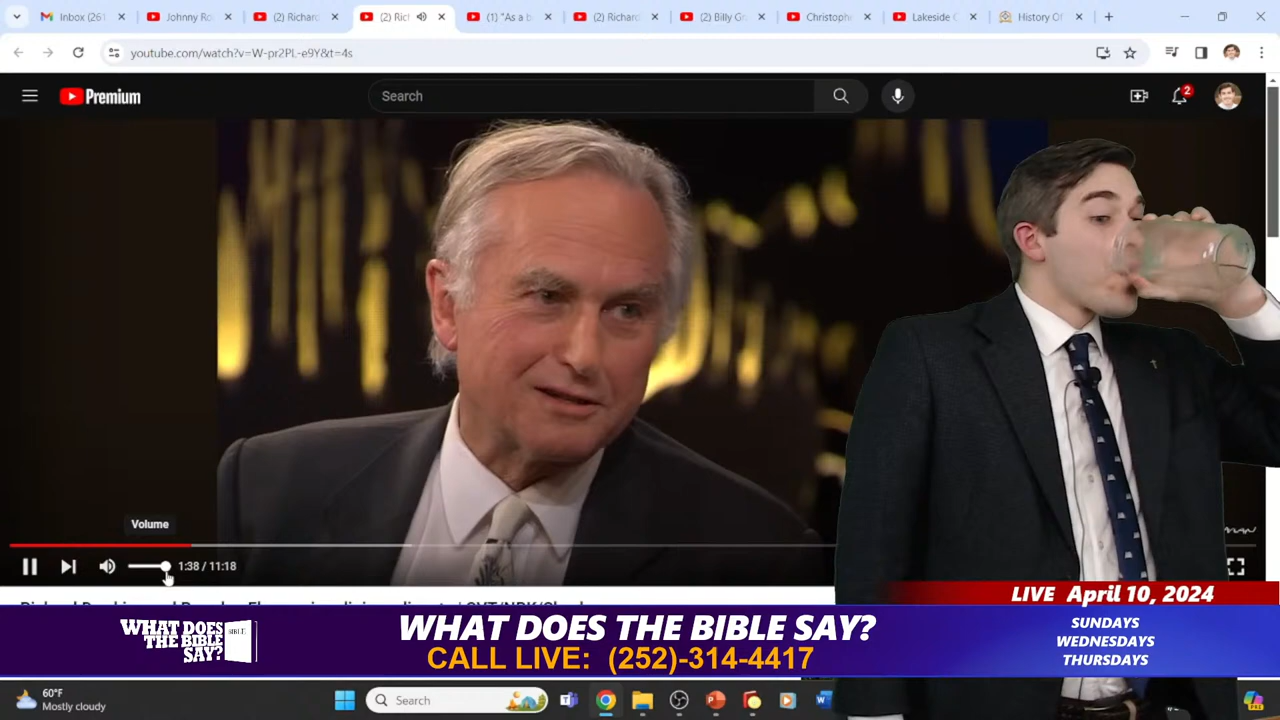 Inbox (261
Johnny Ro
(2) Richard
(2) Rich
(1) "As a b
(2) Richard
(2) Billy Gr
Christophe
Lakeside C
History Of
youtube.com/watch?v=W-pr2PL-e9Y&t=4s
Premium
Search
2
Volume
1:38 / 11:18
LIVE April 10, 2024
WHAT DOES THE BIBLE SAY?
BIBLE
WHAT DOES THE BIBLE SAY?
CALL LIVE: (252)-314-4417
SUNDAYS
WEDNESDAYS
THURSDAYS
60°F
Mostly cloudy
Search